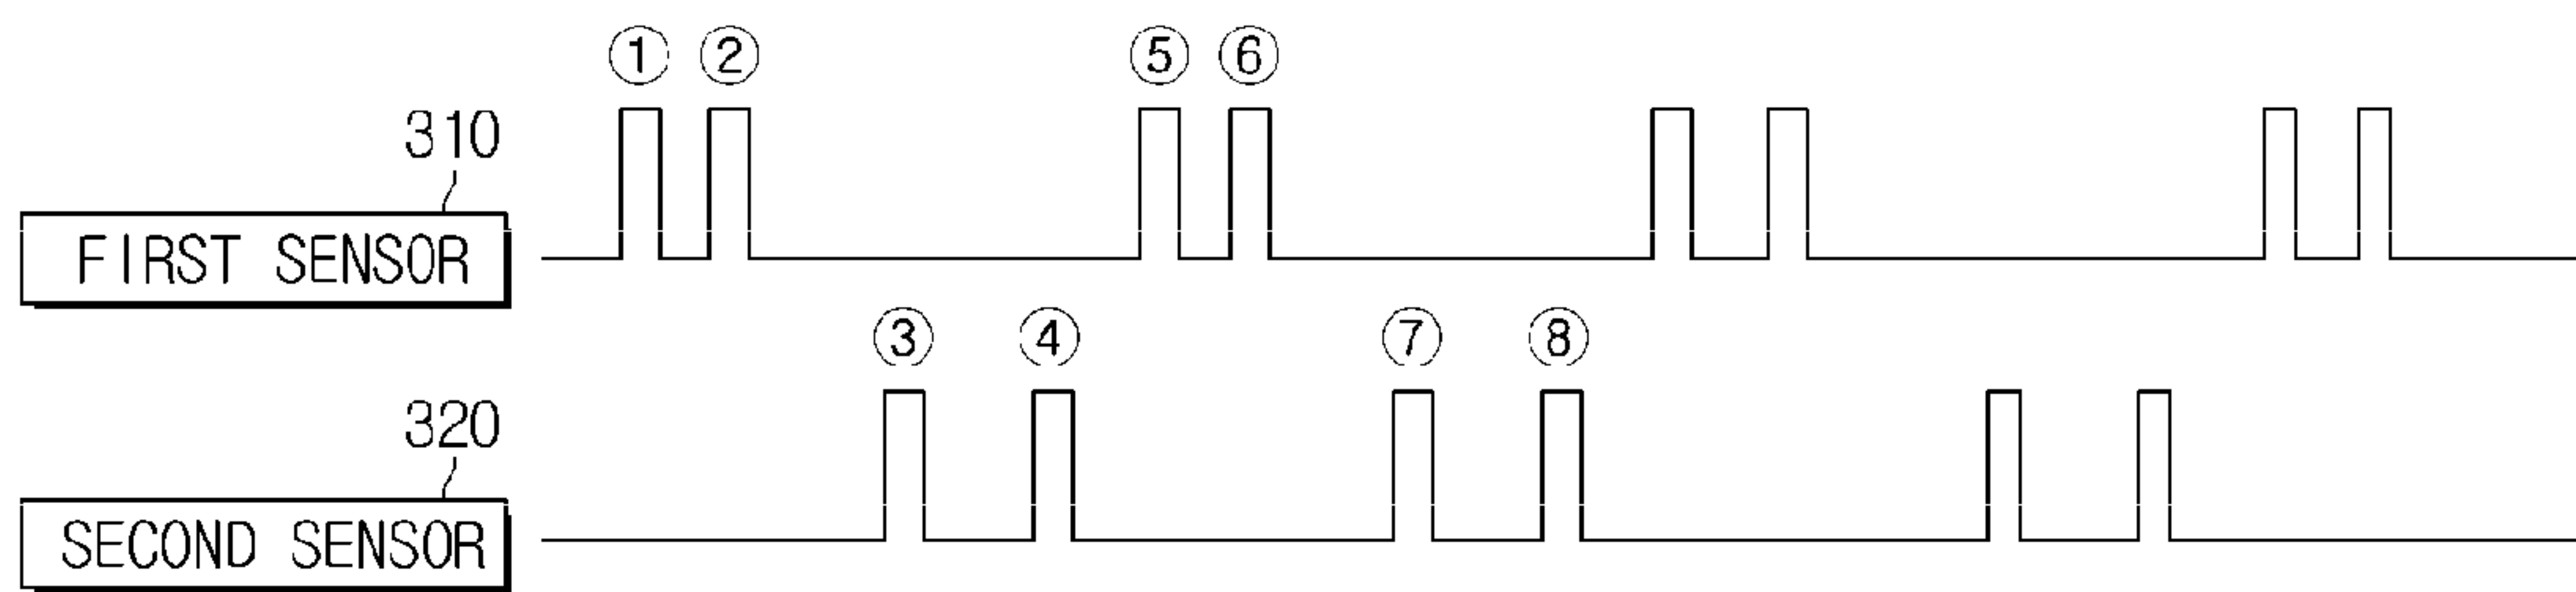 ① ② ⑤ ⑥
310
FIRST SENSOR
③ ④ ⑦ ⑧
320
SECOND SENSOR